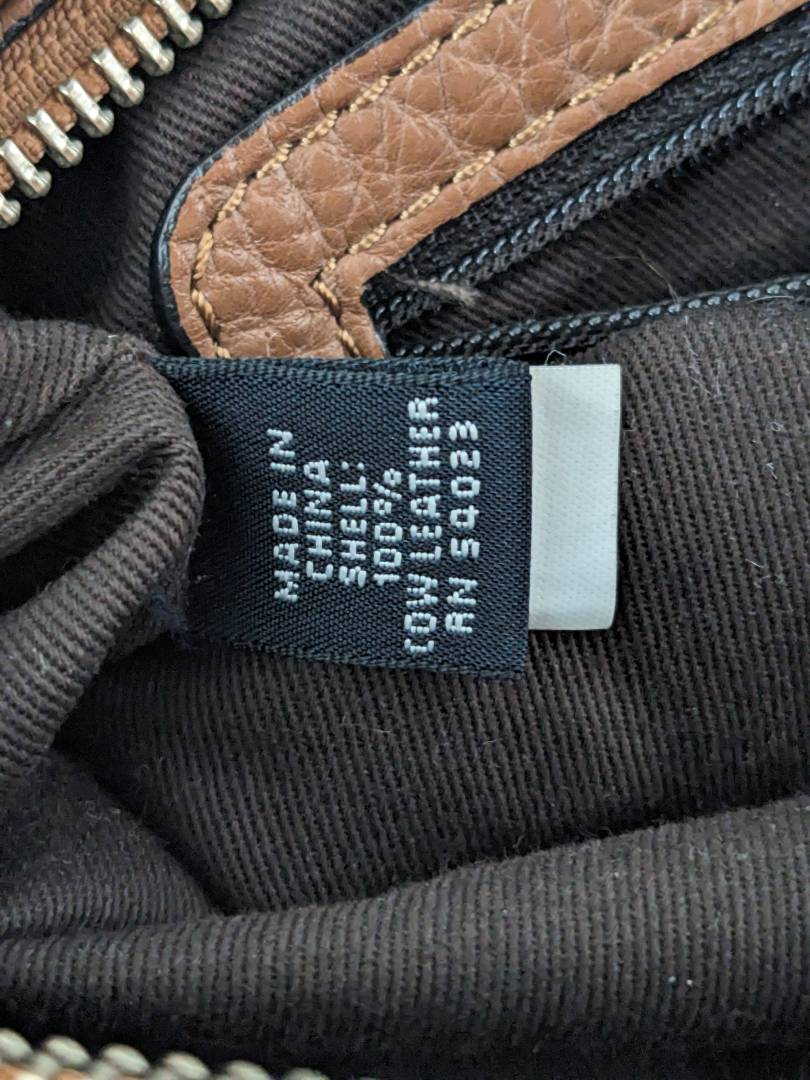 MADE IN
CHINA
SHELL:
100%
COW LEATHER
RN 54023